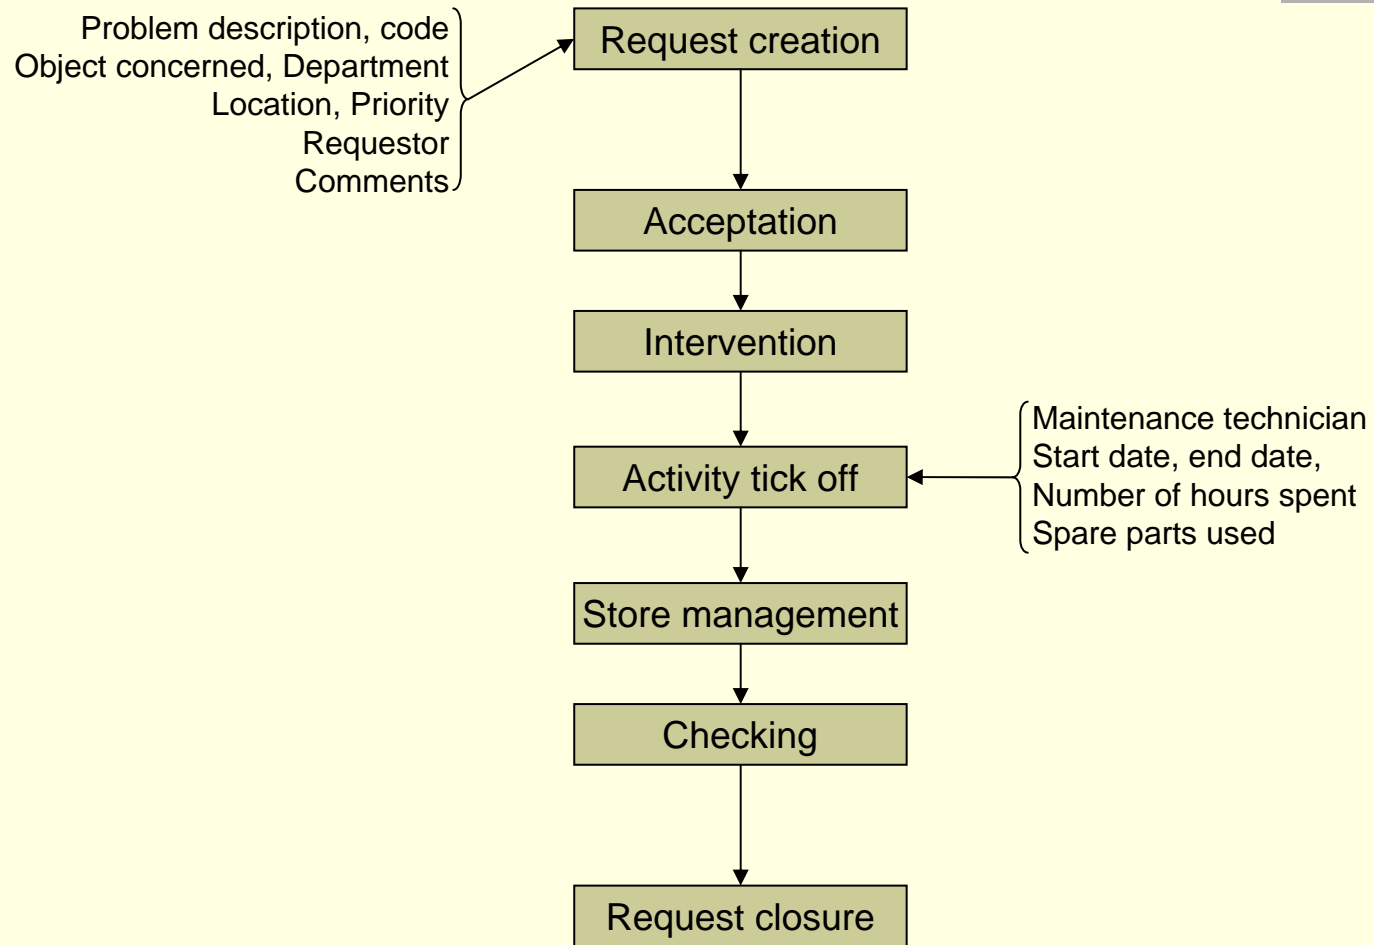 Problem description, code
Object concerned, Department
Location, Priority
Requestor
Comments
Request creation
Acceptation
Intervention
Activity tick off
Maintenance technician
Start date, end date,
Number of hours spent
Spare parts used
Store management
Checking
Request closure